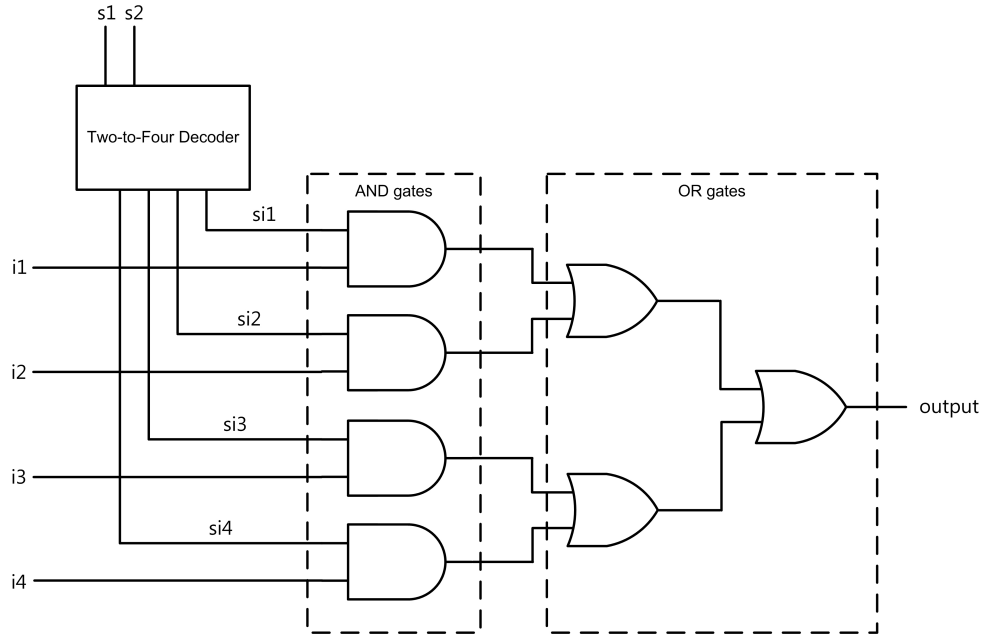 s1 s2
Two-to-Four Decoder
AND gates
OR gates
si1
i1
si2
i2
si3
output
i3
si4
i4